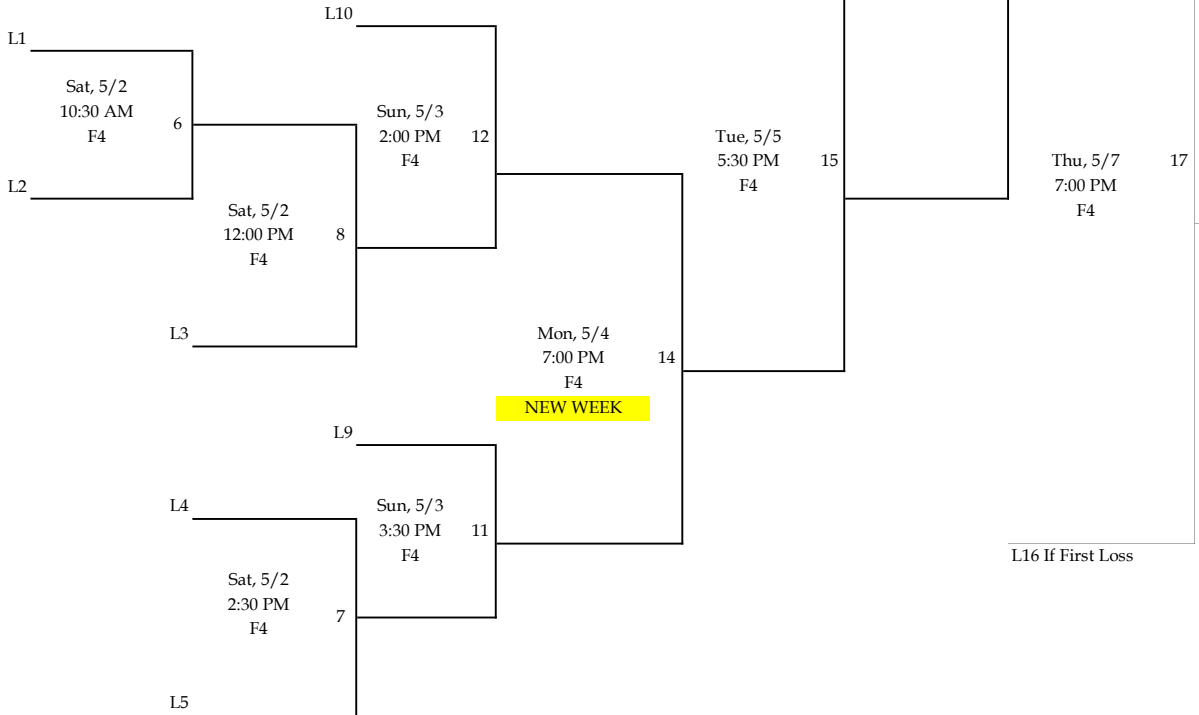 L10
L1
Sat, 5/2
10:30 AM
F4
6
L2
Sun, 5/3
2:00 PM
F4
12
Sat, 5/2
12:00 PM
F4
8
L3
Tue, 5/5
5:30 PM
F4
15
Thu, 5/7
7:00 PM
F4
17
Mon, 5/4
7:00 PM
F4
14
NEW WEEK
L9
L4
Sun, 5/3
3:30 PM
F4
11
Sat, 5/2
2:30 PM
F4
7
L5
L16 If First Loss